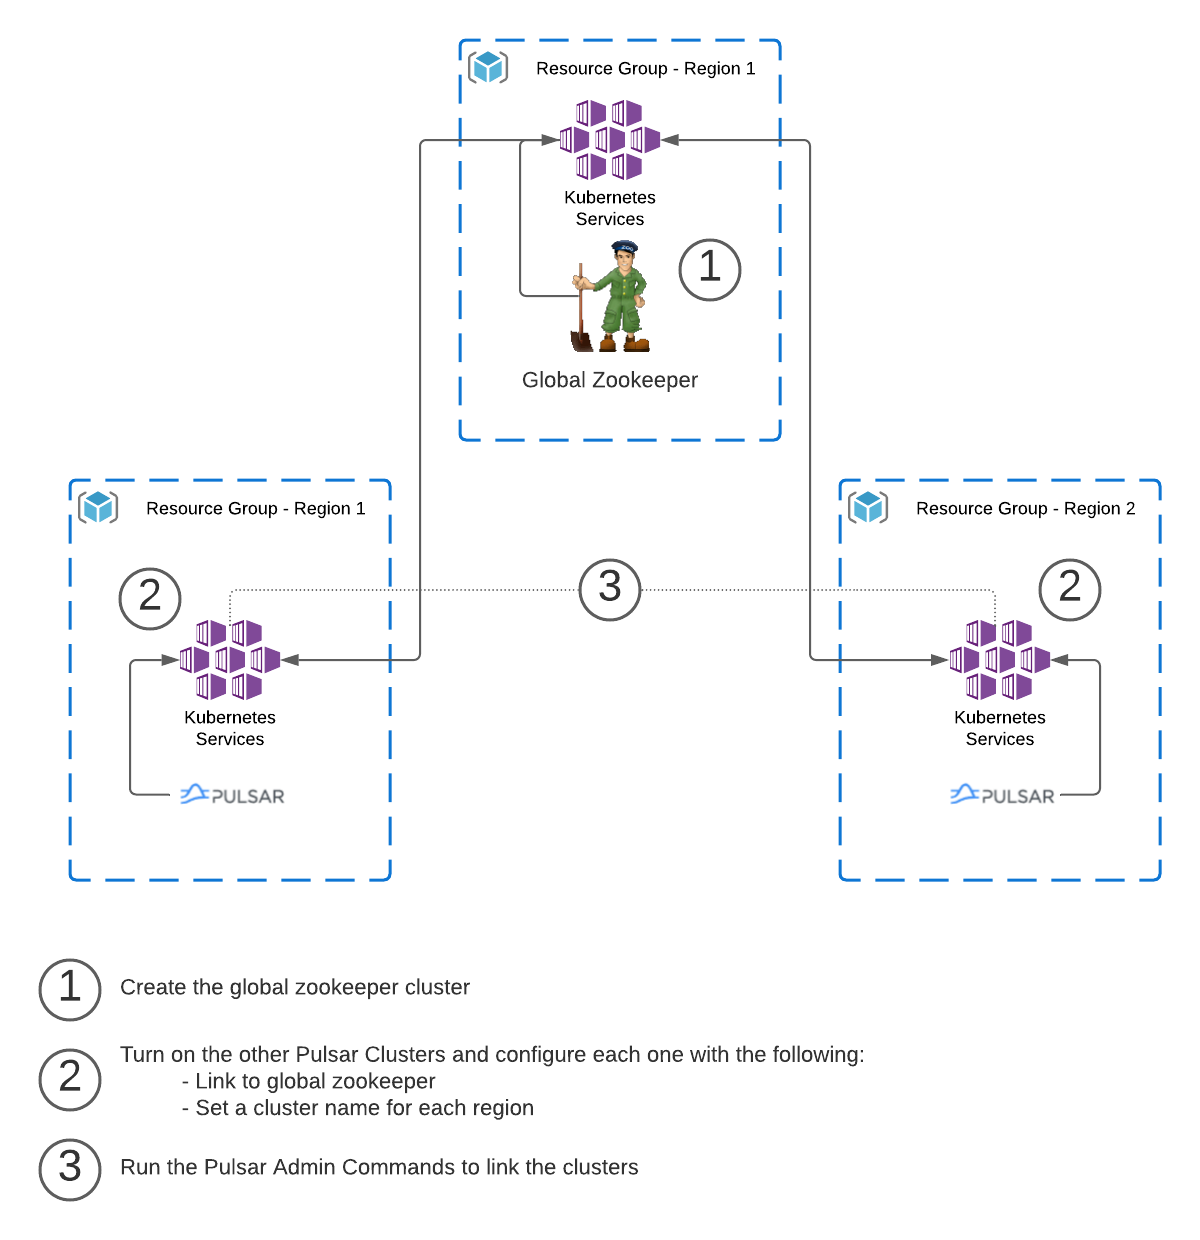 Resource Group - Region 1
Kubernetes
Services
ZOO
1
Global Zookeeper
Resource Group - Region 1
2
Kubernetes
Services
PULSAR
3
Resource Group - Region 2
2
Kubernetes
Services
PULSAR
1
Create the global zookeeper cluster
2
Turn on the other Pulsar Clusters and configure each one with the following:
- Link to global zookeeper
- Set a cluster name for each region
3
Run the Pulsar Admin Commands to link the clusters